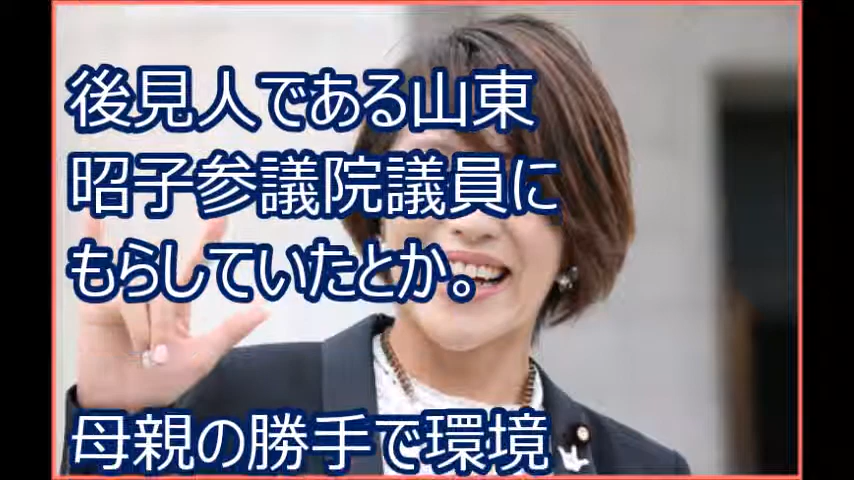 後見人である山東
昭子参議院議員に
もらしていたとか。
母親の勝手で環境